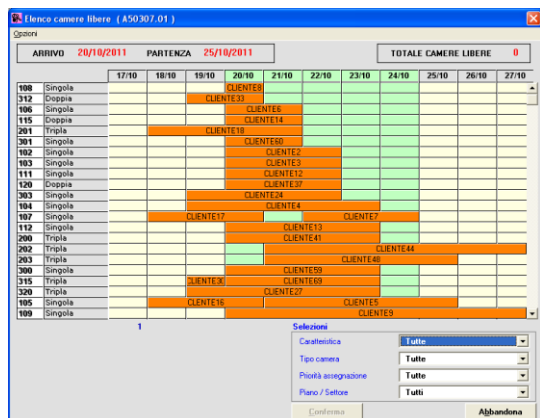 Elenco camere libere ( A50307.01 )
Opzioni
ARRIVO 20/10/2011 PARTENZA 25/10/2011 TOTALE CAMERE LIBERE 0
17/10 18/10 19/10 20/10 21/10 22/10 23/10 24/10 25/10 26/10 27/10
108 Singola CLIENTE8
312 Doppia CLIENTE33
106 Singola CLIENTE6
115 Doppia CLIENTE14
201 Tripla CLIENTE18
301 Singola CLIENTE60
102 Singola CLIENTE2
103 Singola CLIENTE3
111 Singola CLIENTE12
120 Doppia CLIENTE37
303 Singola CLIENTE24
104 Singola CLIENTE4
107 Singola CLIENTE17 CLIENTE7
112 Singola CLIENTE13
200 Tripla CLIENTE41
202 Tripla CLIENTE44
203 Tripla CLIENTE48
300 Singola CLIENTE59
315 Tripla CLIENTE30 CLIENTE69
320 Tripla CLIENTE27
105 Singola CLIENTE16 CLIENTE5
109 Singola CLIENTE9
1 Selezioni
Caratteristica Tutte
Tipo camera Tutte
Priorità assegnazione Tutte
Piano / Settore Tutti
Conferma Abbandona